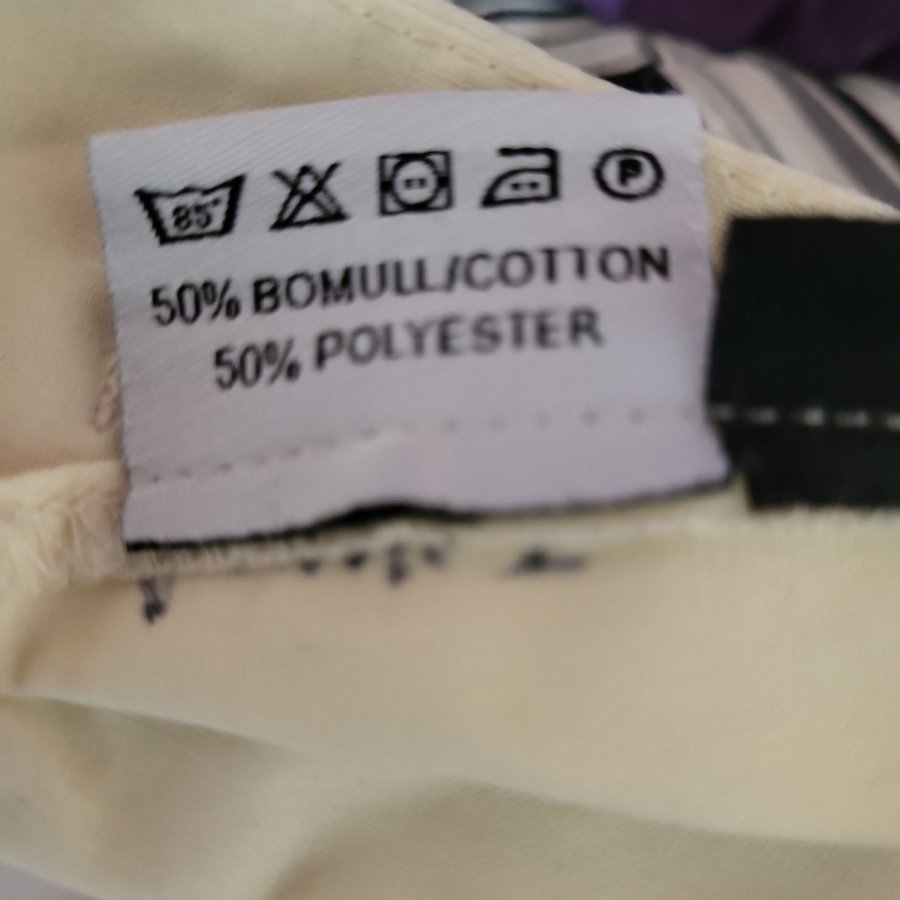 85°
P
50% BOMULL/COTTON
50% POLYESTER